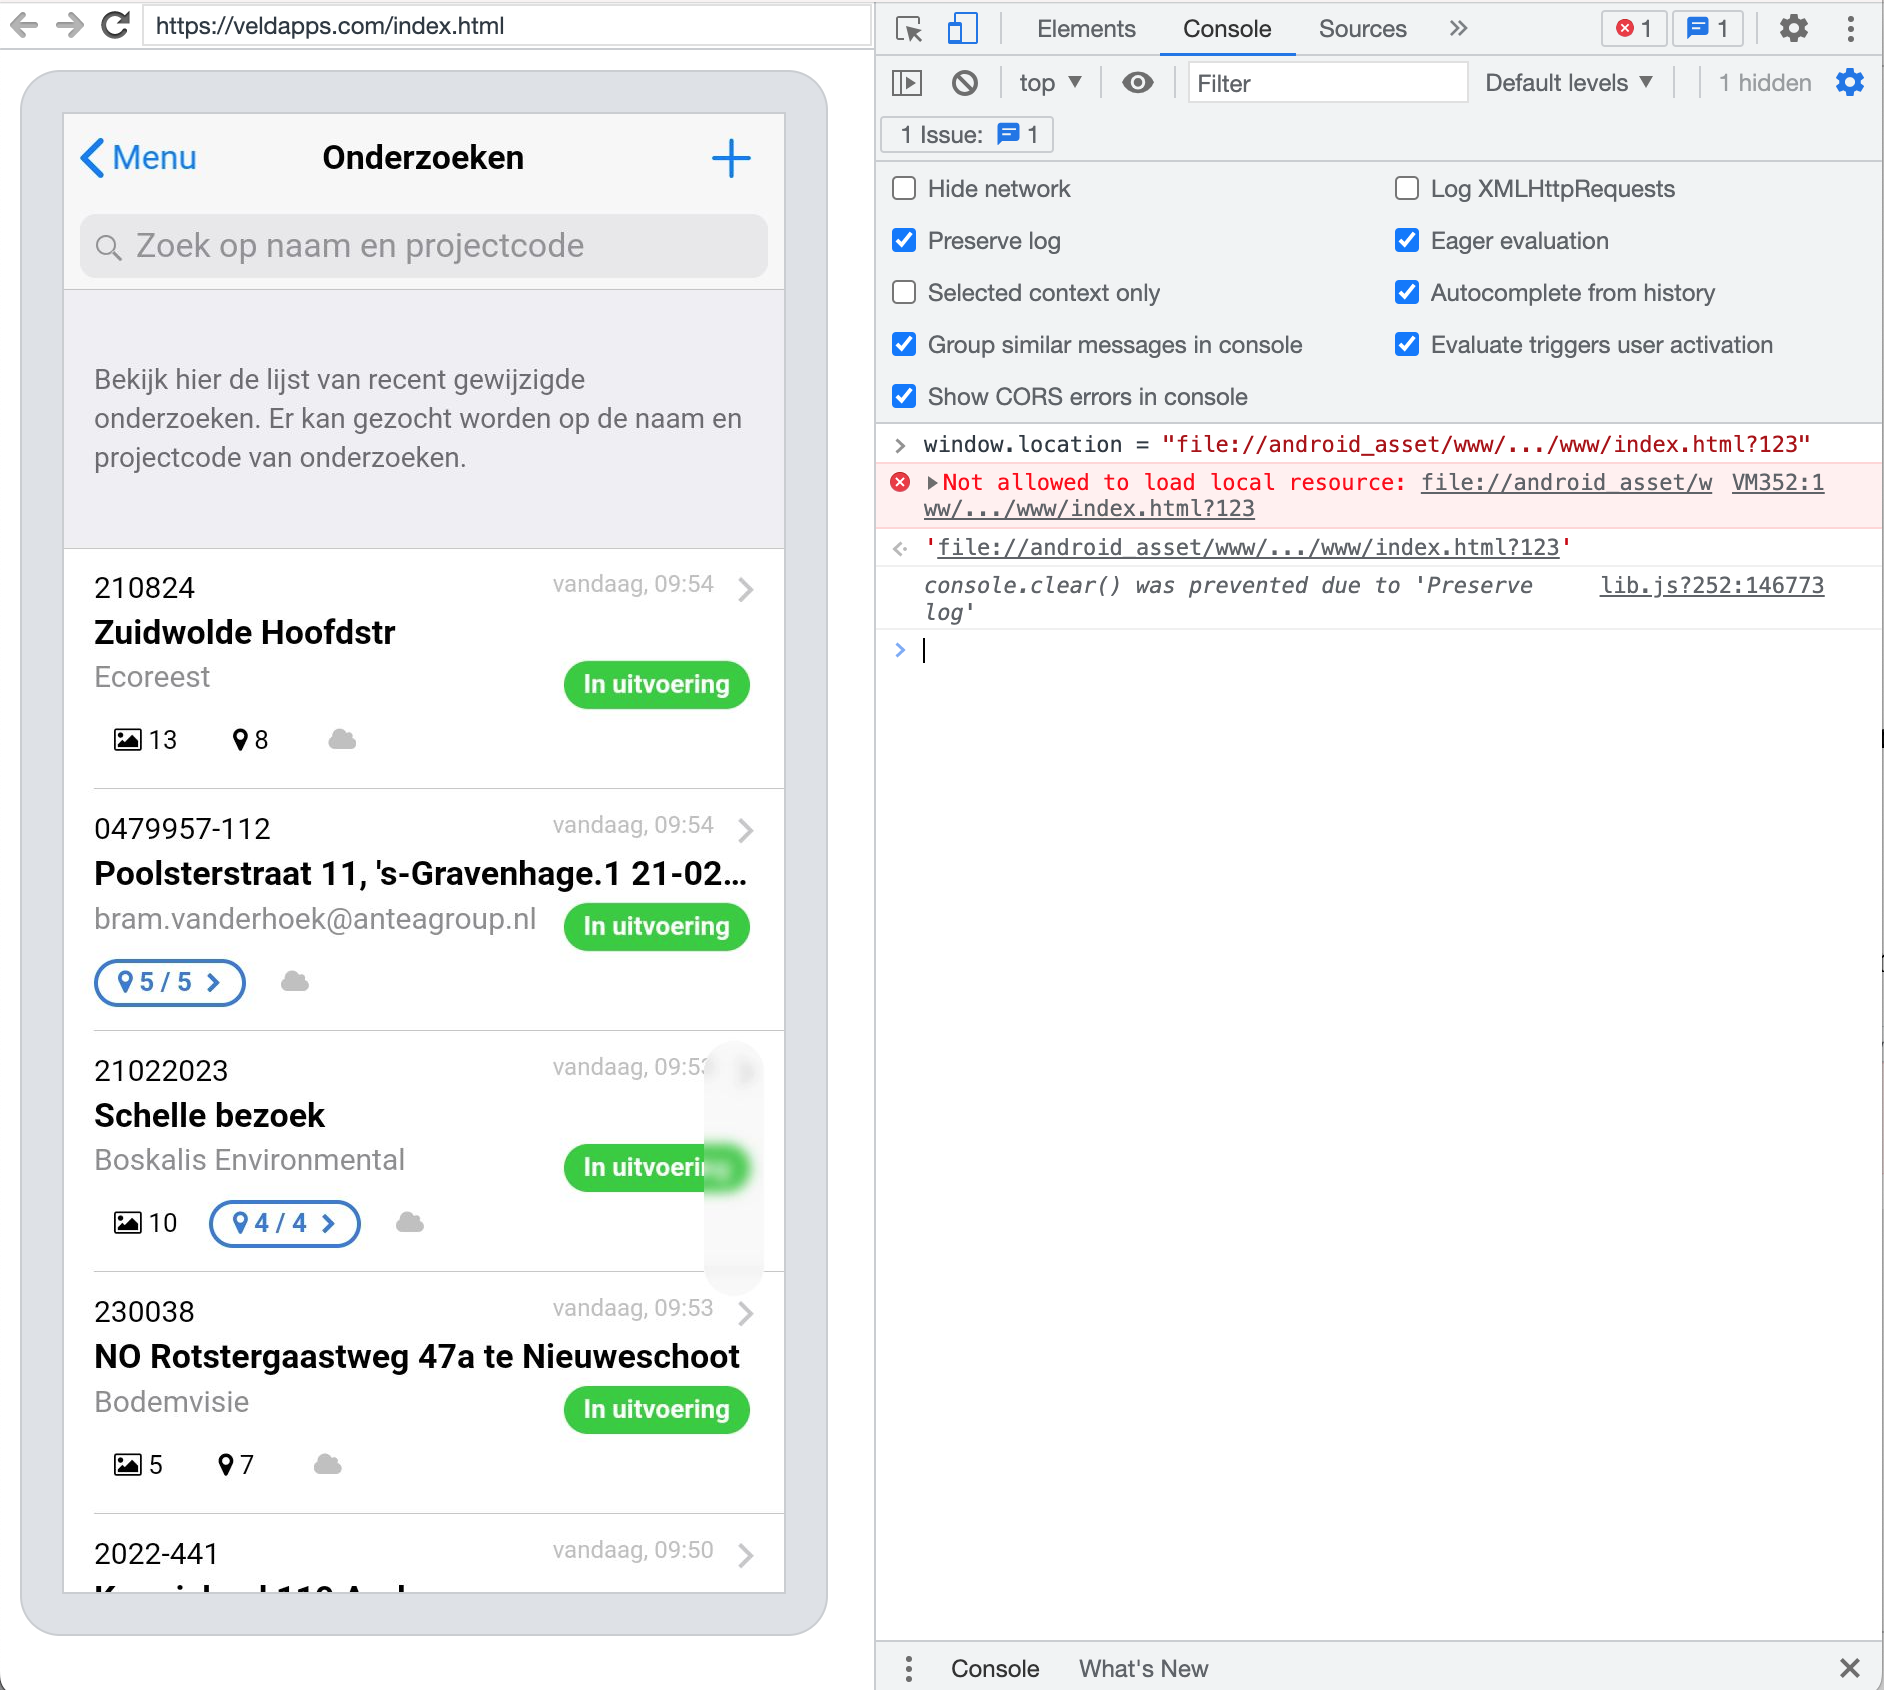 https://veldapps.com/index.html
Menu
Onderzoeken
Zoek op naam en projectcode
Bekijk hier de lijst van recent gewijzigde
onderzoeken. Er kan gezocht worden op de naam en
projectcode van onderzoeken.
210824
vandaag, 09:54
Zuidwolde Hoofdstr
Ecoreest
In uitvoering
13 8
0479957-112
vandaag, 09:54
Poolsterstraat 11, 's-Gravenhage.1 21-02...
bram.vanderhoek@anteagroup.nl
In uitvoering
5 / 5
21022023
vandaag, 09:53
Schelle bezoek
Boskalis Environmental
In uitvoering
10 4 / 4
230038
vandaag, 09:53
NO Rotstergaastweg 47a te Nieuweschoot
Bodemvisie
In uitvoering
5 7
2022-441
vandaag, 09:50
Elements Console Sources 1 1
top Filter Default levels 1 hidden
1 Issue: 1
Hide network
Log XMLHttpRequests
Preserve log
Eager evaluation
Selected context only
Autocomplete from history
Group similar messages in console
Evaluate triggers user activation
Show CORS errors in console
window.location = "file://android_asset/www/.../www/index.html?123"
Not allowed to load local resource: file://android_asset/w VM352:1
ww/.../www/index.html?123
'file://android_asset/www/.../www/index.html?123'
console.clear() was prevented due to 'Preserve lib.js?252:146773
log'
Console What's New